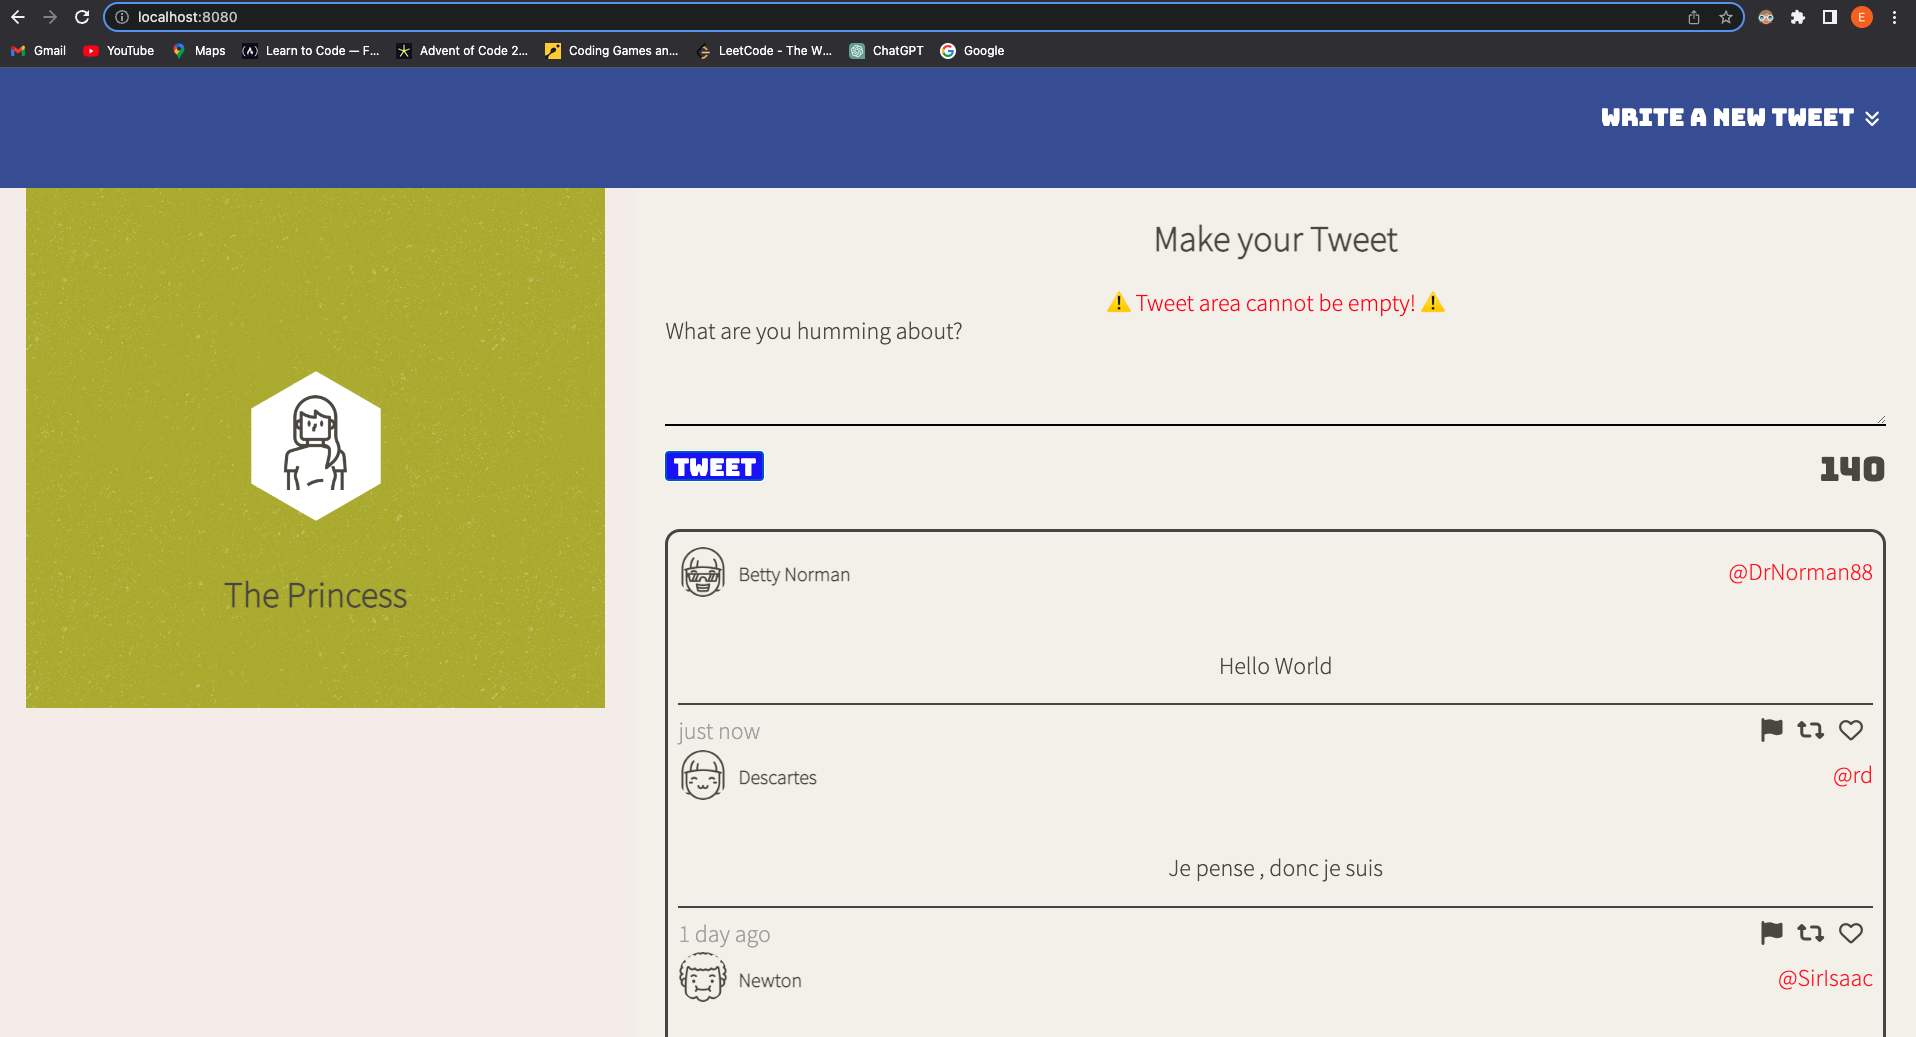 localhost:8080
E
Gmail YouTube Maps Learn to Code — F... Advent of Code 2... Coding Games an... LeetCode - The W... ChatGPT Google
WRITE A NEW TWEET
Make your Tweet
⚠️ Tweet area cannot be empty! ⚠️
What are you humming about?
TWEET 140
The Princess
Betty Norman @DrNorman88
Hello World
just now
Descartes @rd
Je pense , donc je suis
1 day ago
Newton @SirIsaac